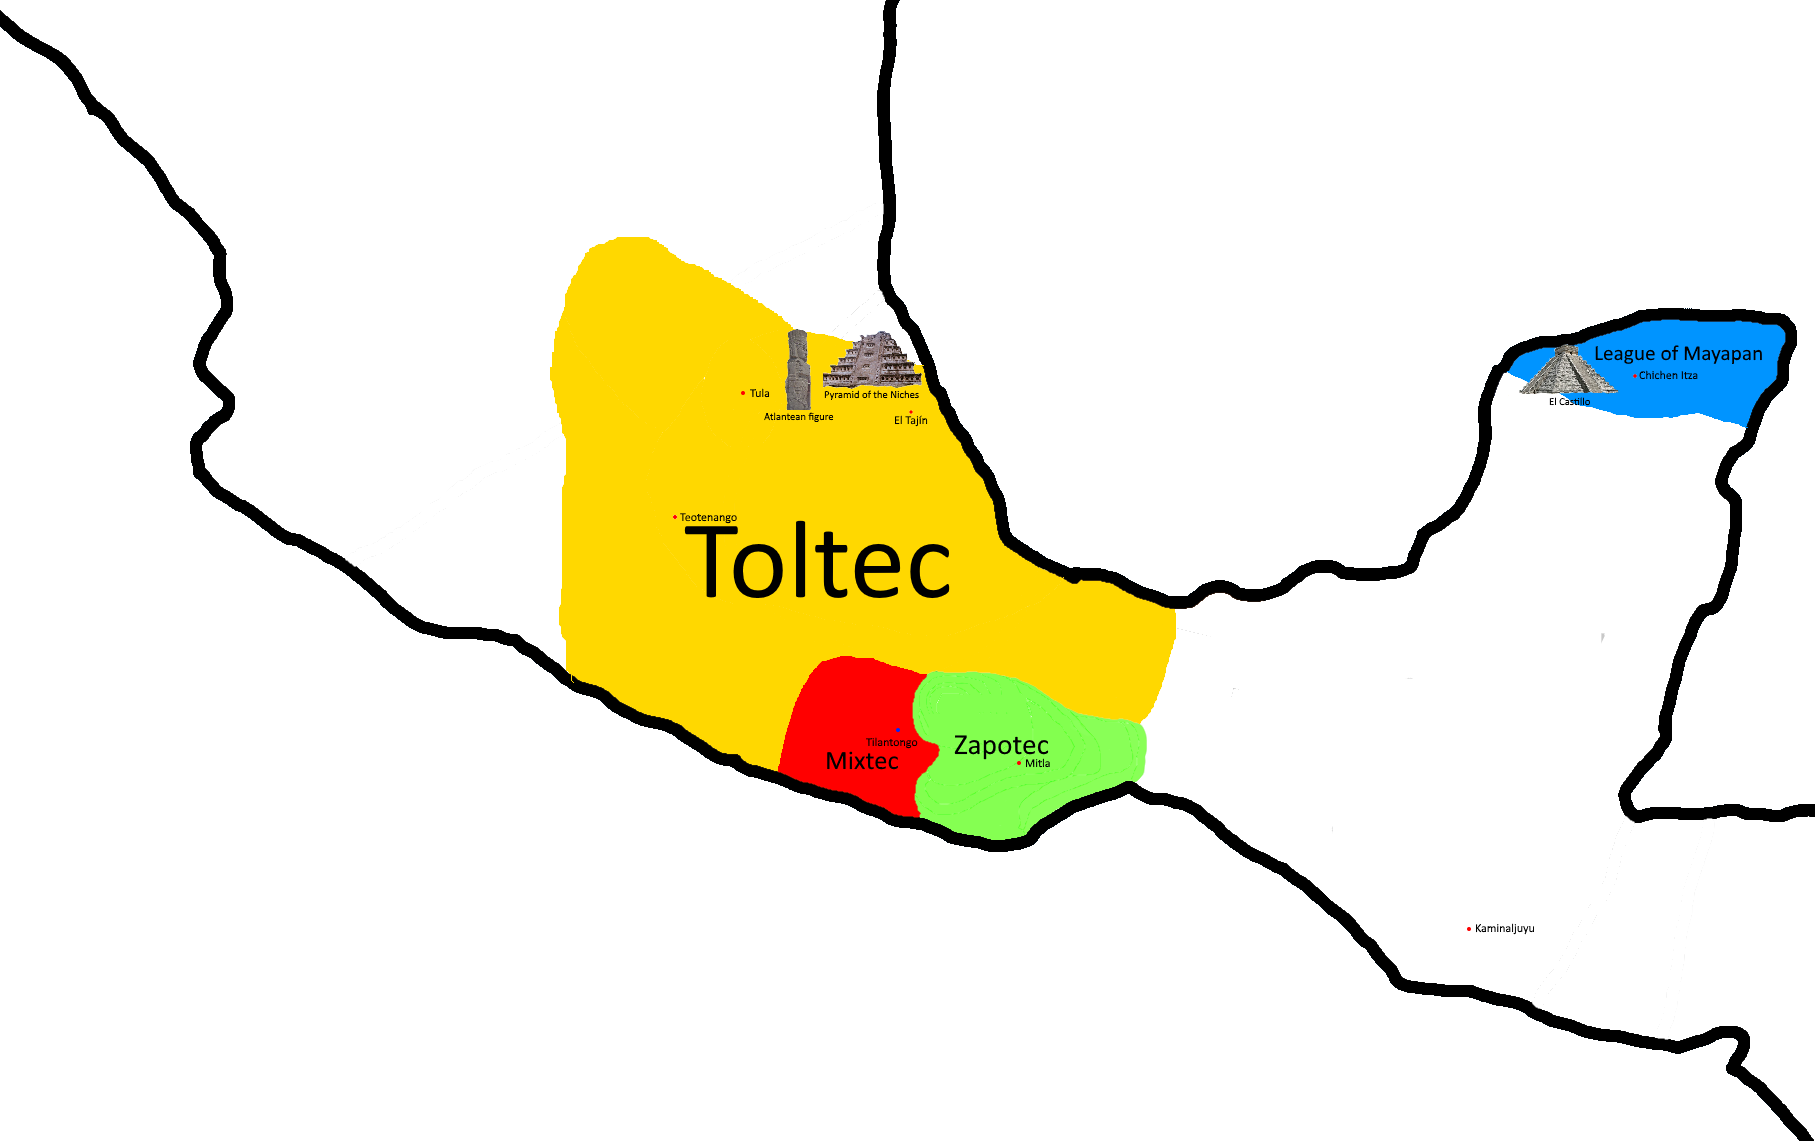 League of Mayapan
Chichen Itza
El Castillo
Tula
Pyramid of the Niches
Atlantean figure
El Tajín
Teotenango
Toltec
Tilantongo
Mixtec
Zapotec
Mitla
Kaminaljuyu